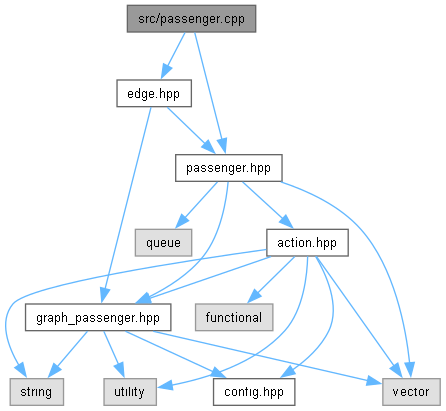 src/passenger.cpp
edge.hpp
passenger.hpp
queue
action.hpp
graph_passenger.hpp
functional
string
utility
config.hpp
vector